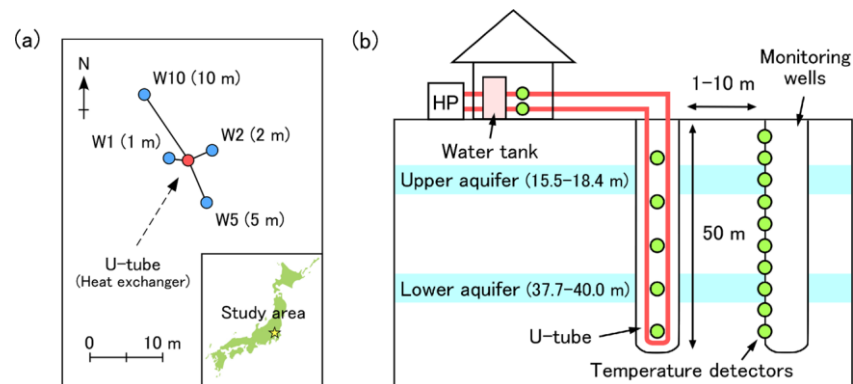 (a)
N
W10 (10 m)
W1 (1 m)
W2 (2 m)
W5 (5 m)
U-tube
(Heat exchanger)
Study area
0 10 m
(b)
HP
Water tank
1−10 m
Monitoring
wells
Upper aquifer (15.5−18.4 m)
50 m
Lower aquifer (37.7−40.0 m)
U-tube
Temperature detectors